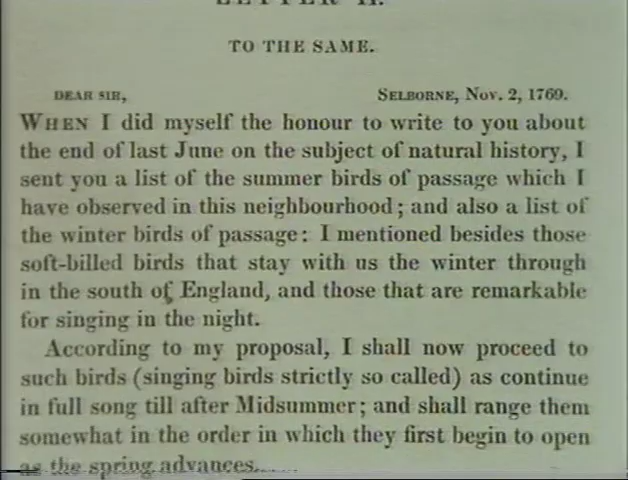 LETTER II.
TO THE SAME.
DEAR SIR, SELBORNE, Nov. 2, 1769.
WHEN I did myself the honour to write to you about
the end of last June on the subject of natural history, I
sent you a list of the summer birds of passage which I
have observed in this neighbourhood; and also a list of
the winter birds of passage: I mentioned besides those
soft-billed birds that stay with us the winter through
in the south of England, and those that are remarkable
for singing in the night.
According to my proposal, I shall now proceed to
such birds (singing birds strictly so called) as continue
in full song till after Midsummer; and shall range them
somewhat in the order in which they first begin to open
as the spring advances.